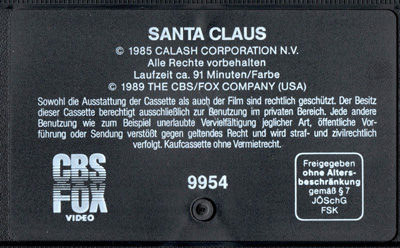 SANTA CLAUS
© 1985 CALASH CORPORATION N.V.
Alle Rechte vorbehalten
Laufzeit ca. 91 Minuten/Farbe
© 1989 THE CBS/FOX COMPANY (USA)
Sowohl die Ausstattung der Cassette als auch der Film sind rechtlich geschützt. Der Besitz
dieser Cassette berechtigt ausschließlich zur Benutzung im privaten Bereich. Jede andere
Benutzung wie zum Beispiel unerlaubte Vervielfältigung jeglicher Art, öffentliche Vor-
führung oder Sendung verstößt gegen geltendes Recht und wird straf- und zivilrechtlich
verfolgt. Kaufcassette ohne Vermietrecht.
CBS
FOX
VIDEO
9954
Freigegeben
ohne Alters-
beschränkung
gemäß § 7
JÖSchG
FSK